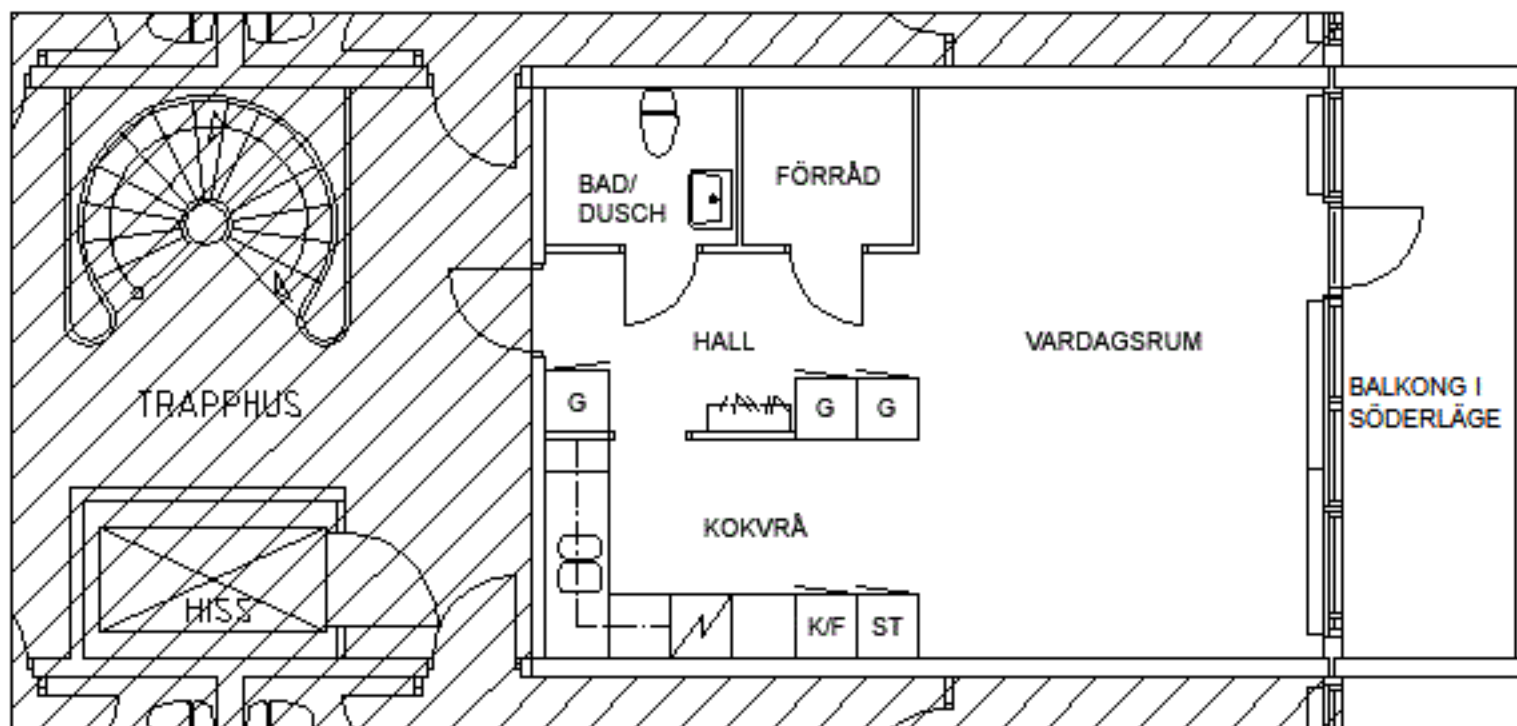 BAD/
DUSCH
FÖRRÅD
HALL
VARDAGSRUM
BALKONG I
SÖDERLÄGE
TRAPPHUS
G
G
G
KOKVRÅ
HISS
K/F
ST